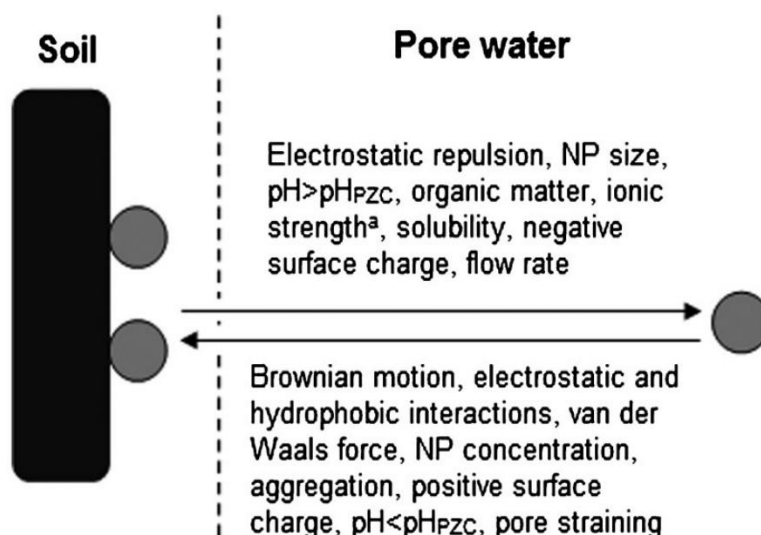 Soil
Pore water
Electrostatic repulsion, NP size,
pH>pHPZC, organic matter, ionic
strengthª, solubility, negative
surface charge, flow rate
Brownian motion, electrostatic and
hydrophobic interactions, van der
Waals force, NP concentration,
aggregation, positive surface
charge, pH<pHPZC, pore straining